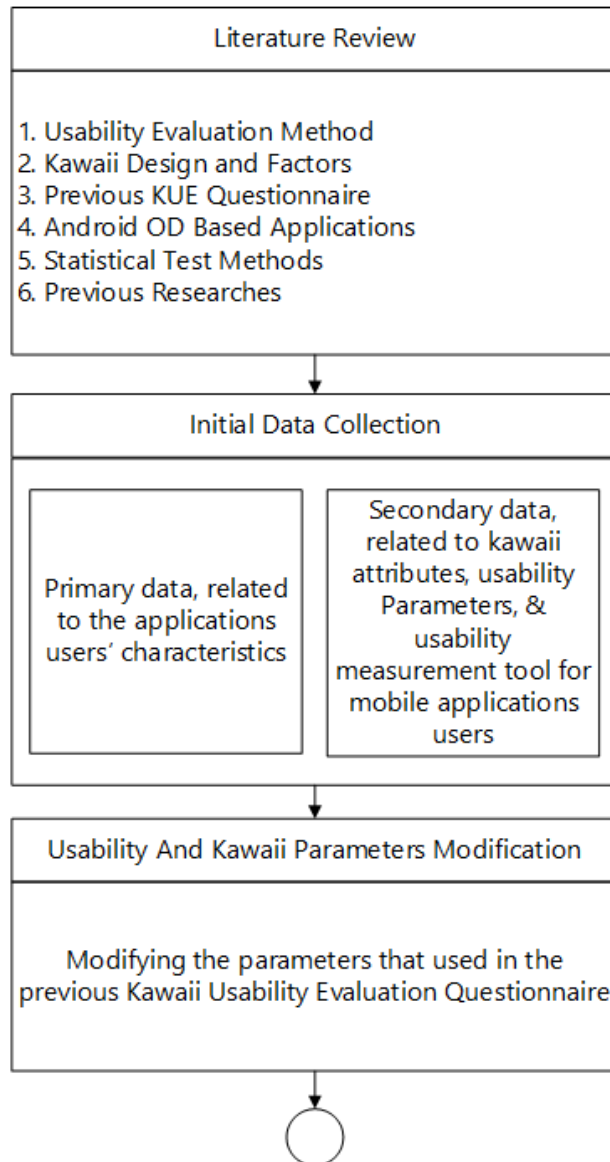 Literature Review
1. Usability Evaluation Method
2. Kawaii Design and Factors
3. Previous KUE Questionnaire
4. Android OD Based Applications
5. Statistical Test Methods
6. Previous Researches
Initial Data Collection
Primary data, related
to the applications
users’ characteristics
Secondary data,
related to kawaii
attributes, usability
Parameters, &
usability
measurement tool for
mobile applications
users
Usability And Kawaii Parameters Modification
Modifying the parameters that used in the
previous Kawaii Usability Evaluation Questionnaire